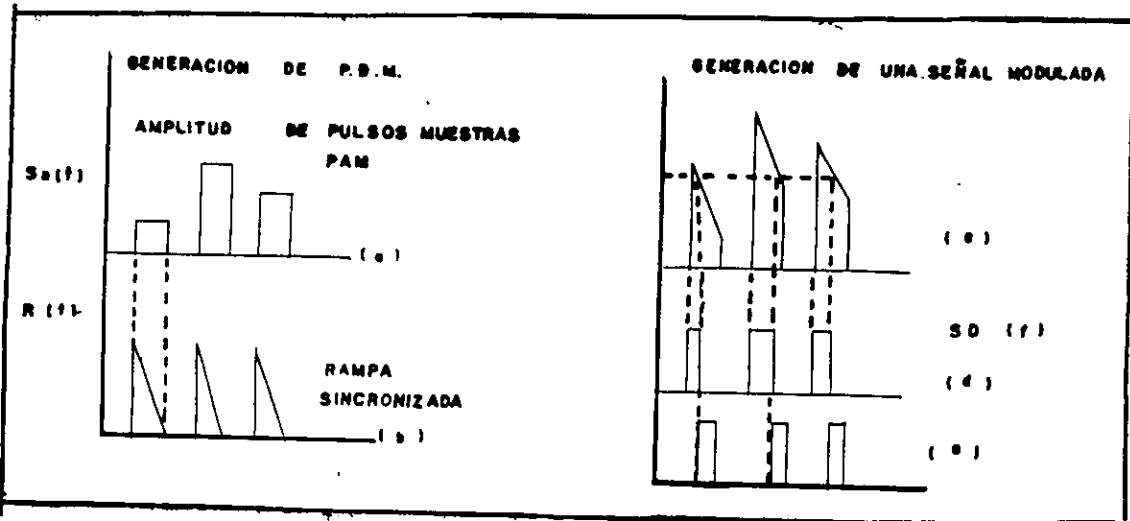 GENERACION DE P.D.M.
AMPLITUD DE PULSOS MUESTRAS
PAM
Sa(f)
(a)
R(f)
RAMPA
SINCRONIZADA
(b)
GENERACION DE UNA SEÑAL MODULADA
(c)
SD (f)
(d)
(e)